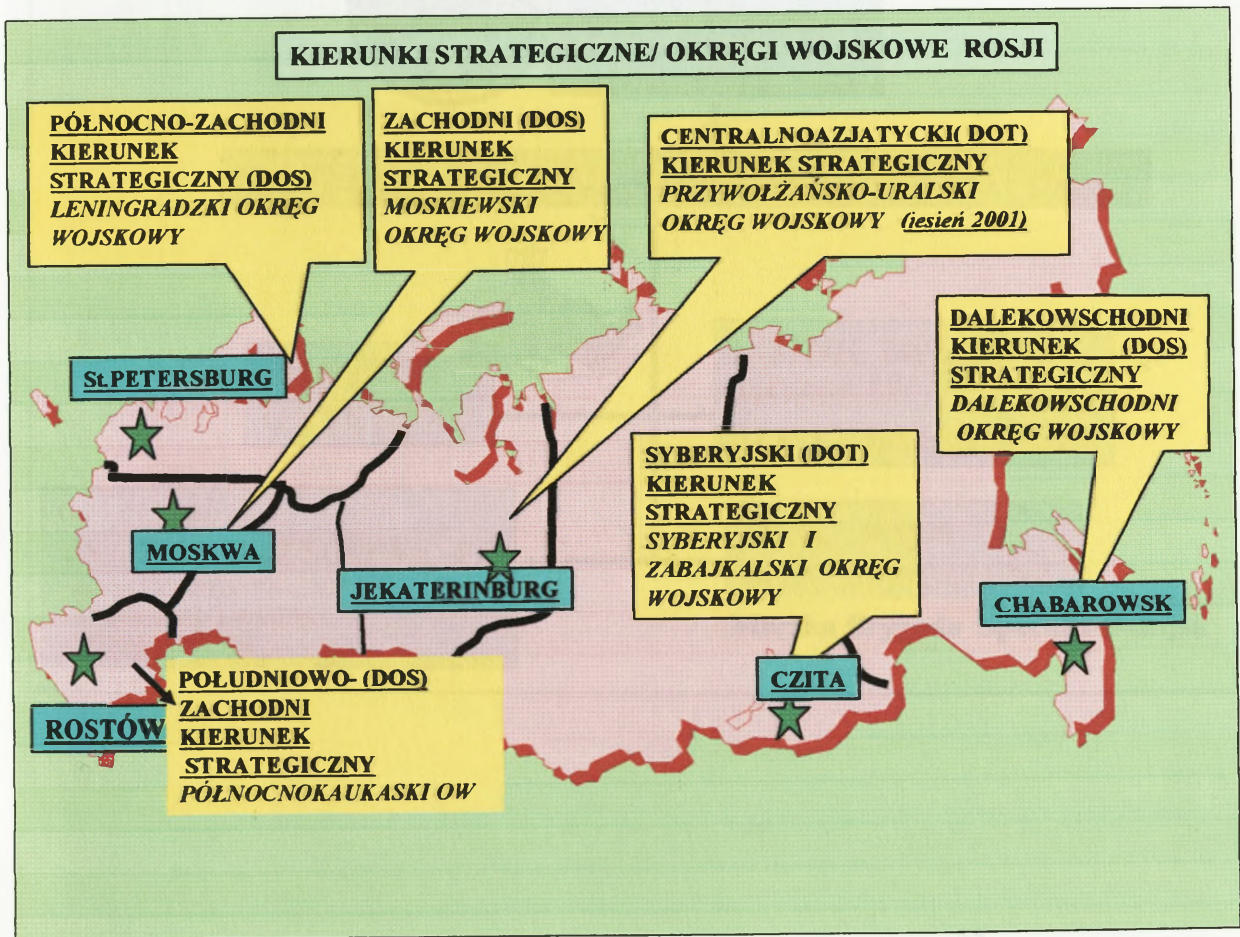 KIERUNKI STRATEGICZNE/ OKRĘGI WOJSKOWE ROSJI
PÓŁNOCNO-ZACHODNI
KIERUNEK
STRATEGICZNY (DOS)
LENINGRADZKI OKRĘG
WOJSKOWY
ZACHODNI (DOS)
KIERUNEK
STRATEGICZNY
MOSKIEWSKI
OKRĘG WOJSKOWY
CENTRALNOAZJATYCKI( DOT)
KIERUNEK STRATEGICZNY
PRZYWOŁŻAŃSKO-URALSKI
OKRĘG WOJSKOWY (jesień 2001)
DALEKOWSCHODNI
KIERUNEK (DOS)
STRATEGICZNY
DALEKOWSCHODNI
OKRĘG WOJSKOWY
St.PETERSBURG
SYBERYJSKI (DOT)
KIERUNEK
STRATEGICZNY
SYBERYJSKI I
ZABAJKALSKI OKRĘG
WOJSKOWY
MOSKWA
JEKATERINBURG
CHABAROWSK
CZITA
ROSTÓW
POŁUDNIOWO- (DOS)
ZACHODNI
KIERUNEK
STRATEGICZNY
PÓŁNOCNOKAUKASKI OW